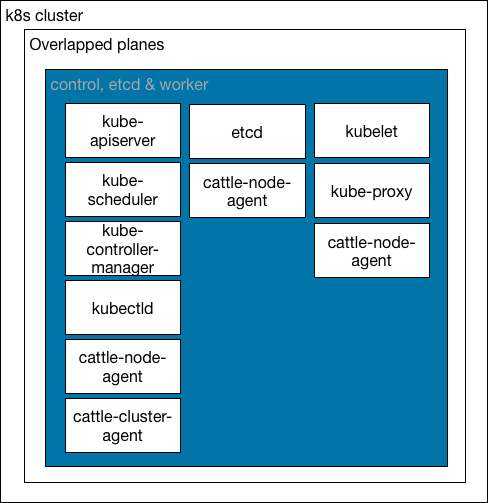 k8s cluster
Overlapped planes
control, etcd & worker
kube-
apiserver
kube-
scheduler
kube-
controller-
manager
kubectld
cattle-node-
agent
cattle-cluster-
agent
etcd
cattle-node-
agent
kubelet
kube-proxy
cattle-node-
agent